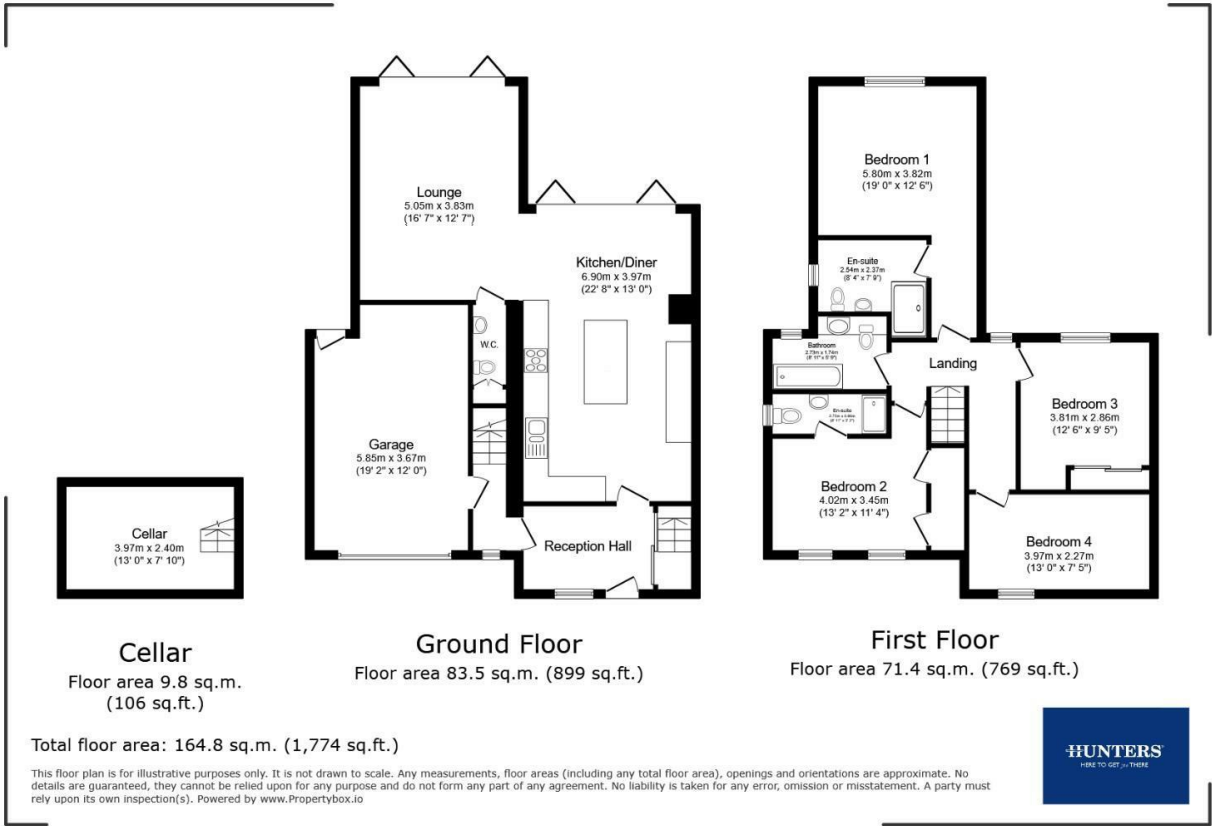 Lounge
5.05m x 3.83m
(16' 7" x 12' 7")
Kitchen/Diner
6.90m x 3.97m
(22' 8" x 13' 0")
W.C.
Garage
5.85m x 3.67m
(19' 2" x 12' 0")
Reception Hall
Bedroom 1
5.80m x 3.82m
(19' 0" x 12' 6")
En-suite
2.54m x 2.37m
(8' 4" x 7' 9")
Bathroom
2.73m x 1.74m
(8' 11" x 5' 9")
Landing
En-suite
Bedroom 3
3.81m x 2.86m
(12' 6" x 9' 5")
Bedroom 2
4.02m x 3.45m
(13' 2" x 11' 4")
Bedroom 4
3.97m x 2.27m
(13' 0" x 7' 5")
Cellar
3.97m x 2.40m
(13' 0" x 7' 10")
Cellar
Floor area 9.8 sq.m.
(106 sq.ft.)
Ground Floor
Floor area 83.5 sq.m. (899 sq.ft.)
First Floor
Floor area 71.4 sq.m. (769 sq.ft.)
Total floor area: 164.8 sq.m. (1,774 sq.ft.)
This floor plan is for illustrative purposes only. It is not drawn to scale. Any measurements, floor areas (including any total floor area), openings and orientations are approximate. No
details are guaranteed, they cannot be relied upon for any purpose and do not form any part of any agreement. No liability is taken for any error, omission or misstatement. A party must
rely upon its own inspection(s). Powered by www.Propertybox.io
HUNTERS
HERE TO GET you THERE